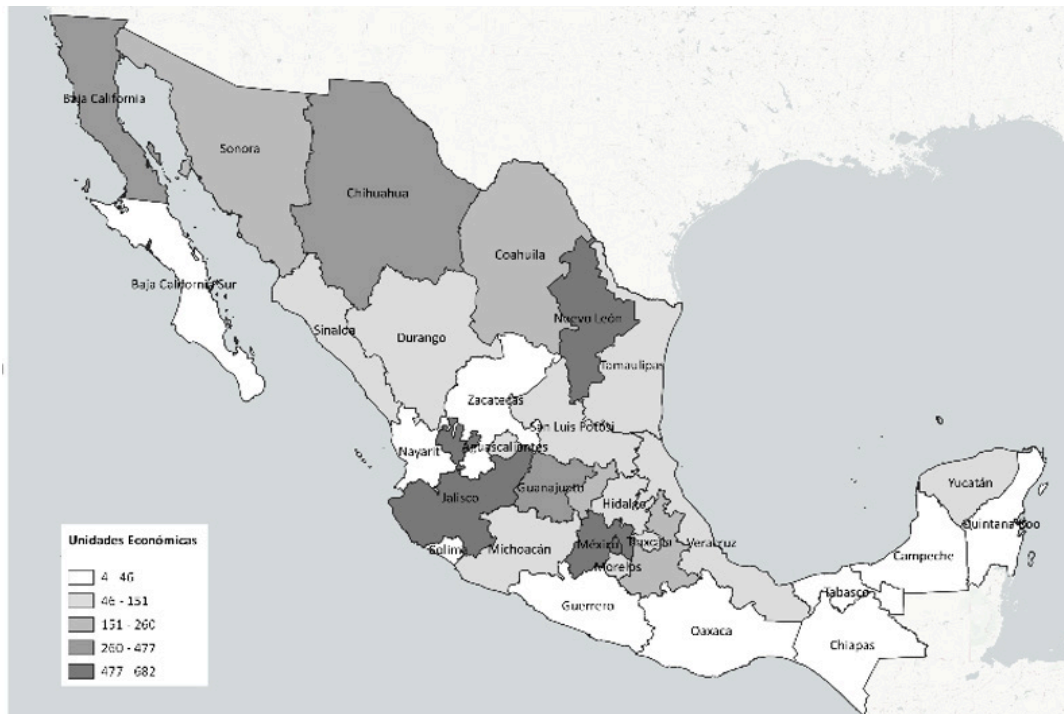 Baja California
Sonora
Chihuahua
Coahuila
Baja California Sur
Nuevo León
Sinaloa
Durango
Tamaulipas
Zacatecas
San Luis Potosí
Nayarit
Aguascalientes
Yucatán
Guanajuato
Jalisco
Hidalgo
Quintana Roo
México
Tlaxcala
Veracruz
Colima
Michoacán
Campeche
Morelos
Tabasco
Guerrero
Oaxaca
Chiapas
Unidades Económicas
4 - 46
46 - 151
151 - 260
260 - 477
477 - 682